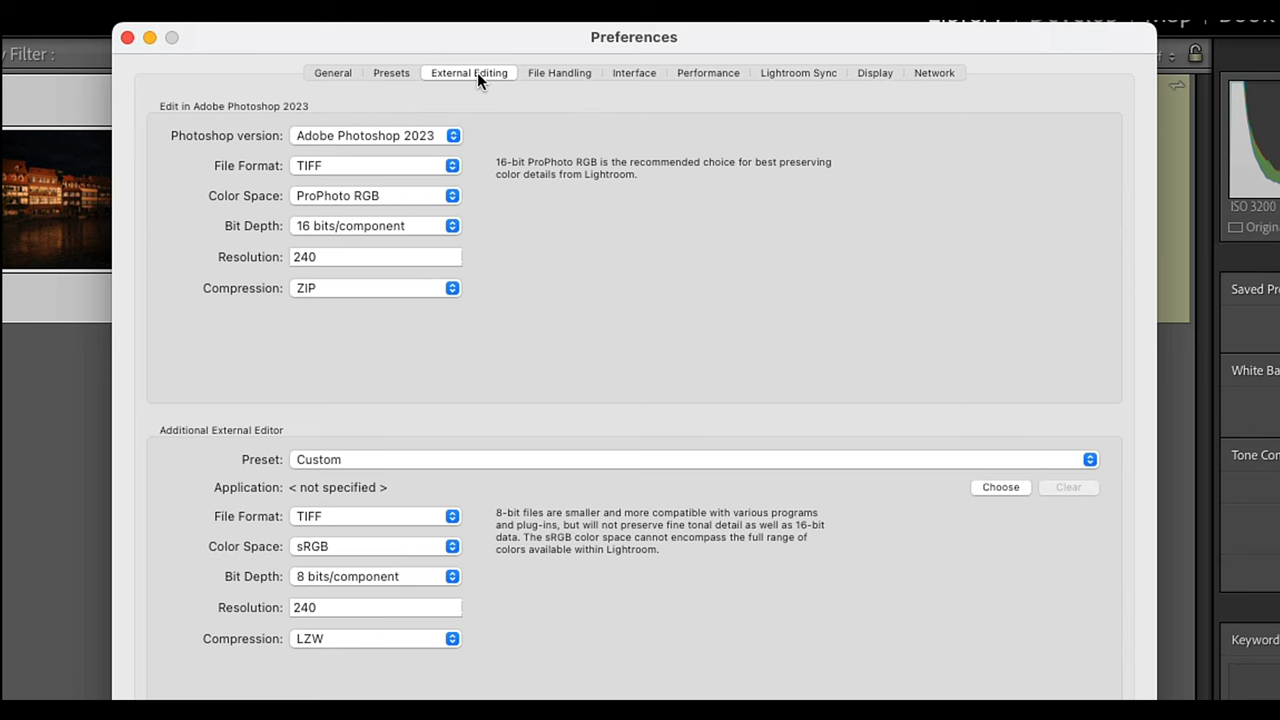 Library | Develop | Map | Book
y Filter :
Preferences
General Presets External Editing File Handling Interface Performance Lightroom Sync Display Network
Edit in Adobe Photoshop 2023
Photoshop version: Adobe Photoshop 2023
File Format: TIFF
16-bit ProPhoto RGB is the recommended choice for best preserving
color details from Lightroom.
Color Space: ProPhoto RGB
Bit Depth: 16 bits/component
Resolution: 240
Compression: ZIP
Additional External Editor
Preset: Custom
Application: < not specified >
Choose Clear
File Format: TIFF
8-bit files are smaller and more compatible with various programs
and plug-ins, but will not preserve fine tonal detail as well as 16-bit
data. The sRGB color space cannot encompass the full range of
colors available within Lightroom.
Color Space: sRGB
Bit Depth: 8 bits/component
Resolution: 240
Compression: LZW
ISO 3200
Origin
Saved Pr
White Ba
Tone Con
Keyword